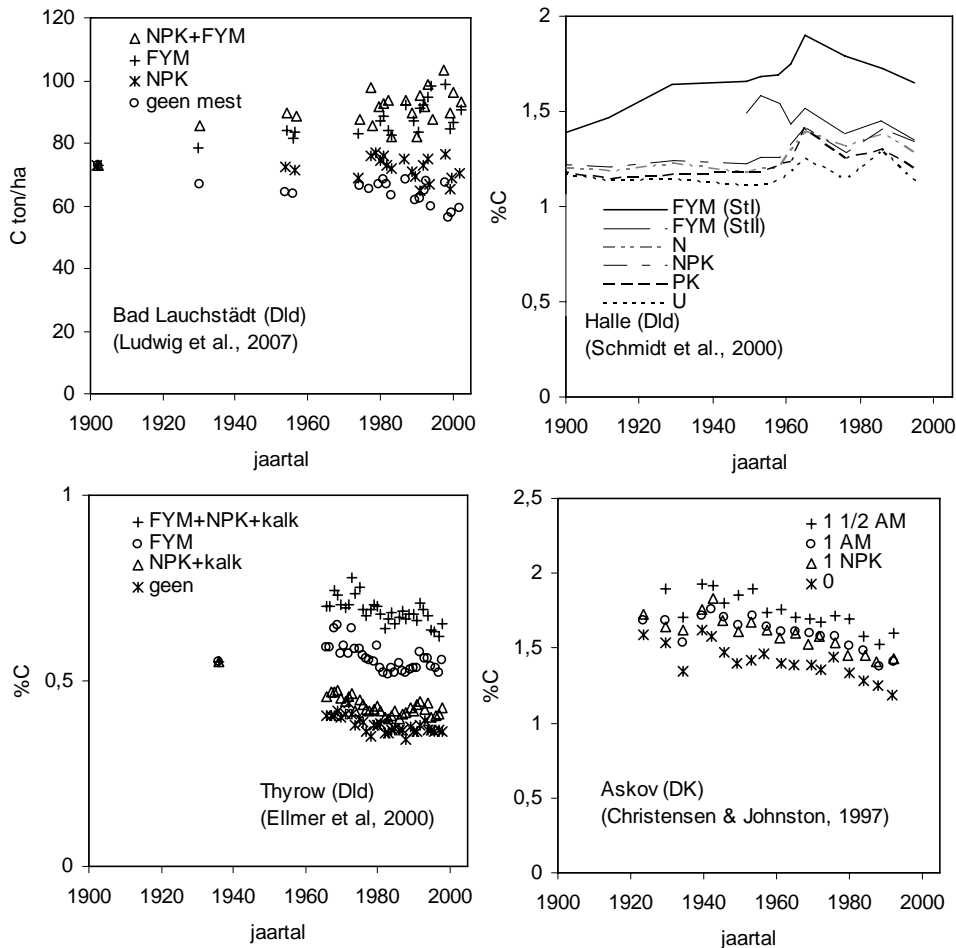 120
100
80
60
40
20
0
C ton/ha
NPK+FYM
FYM
NPK
geen mest
Bad Lauchstädt (Dld)
(Ludwig et al., 2007)
1900 1920 1940 1960 1980 2000
jaartal
2
1,5
1
0,5
0
%C
FYM (StI)
FYM (StII)
N
NPK
PK
U
Halle (Dld)
(Schmidt et al., 2000)
1900 1920 1940 1960 1980 2000
jaartal
1
0,5
0
%C
FYM+NPK+kalk
FYM
NPK+kalk
geen
Thyrow (Dld)
(Ellmer et al, 2000)
1900 1920 1940 1960 1980 2000
jaartal
2,5
2
1,5
1
0,5
0
%C
1 1/2 AM
1 AM
1 NPK
0
Askov (DK)
(Christensen & Johnston, 1997)
1900 1920 1940 1960 1980 2000
jaartal